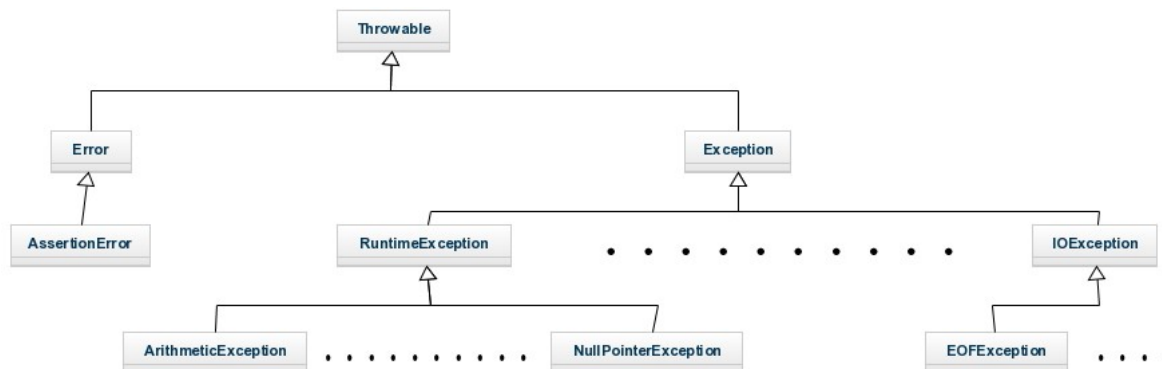 Throwable
Error
Exception
AssertionError
RuntimeException
IOException
ArithmeticException
NullPointerException
EOFException